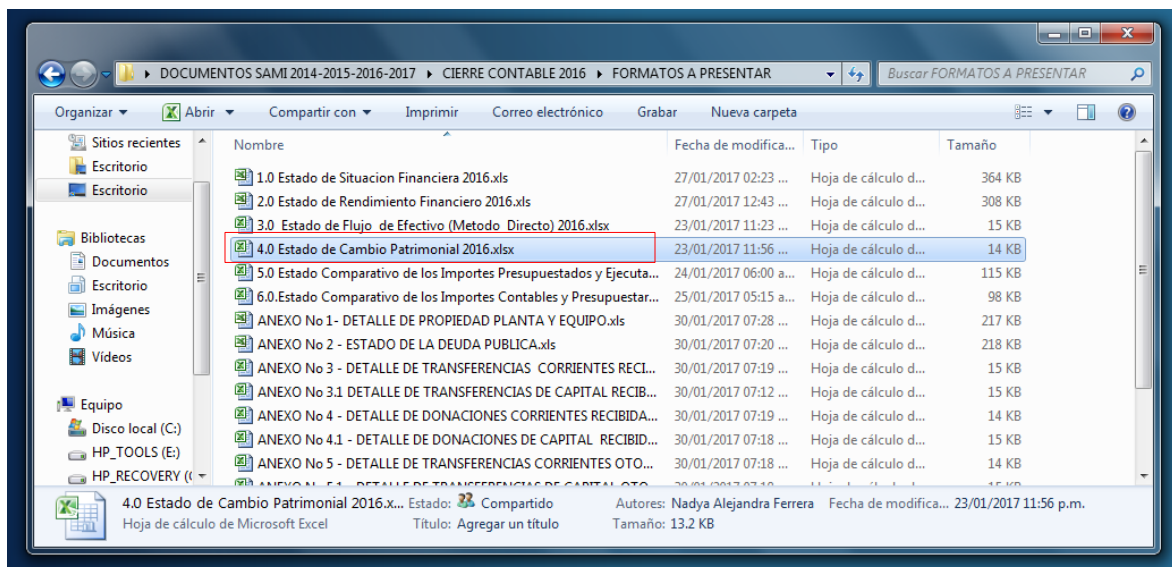 DOCUMENTOS SAMI 2014-2015-2016-2017 ▸ CIERRE CONTABLE 2016 ▸ FORMATOS A PRESENTAR Buscar FORMATOS A PRESENTAR
Organizar Abrir Compartir con Imprimir Correo electrónico Grabar Nueva carpeta
Sitios recientes
Escritorio
Escritorio
Bibliotecas
Documentos
Escritorio
Imágenes
Música
Vídeos
Equipo
Disco local (C:)
HP_TOOLS (E:)
HP_RECOVERY (
Nombre Fecha de modifica... Tipo Tamaño
1.0 Estado de Situacion Financiera 2016.xls 27/01/2017 02:23 ... Hoja de cálculo d... 364 KB
2.0 Estado de Rendimiento Financiero 2016.xls 27/01/2017 12:43 ... Hoja de cálculo d... 308 KB
3.0 Estado de Flujo de Efectivo (Metodo Directo) 2016.xlsx 23/01/2017 11:23 ... Hoja de cálculo d... 15 KB
4.0 Estado de Cambio Patrimonial 2016.xlsx 23/01/2017 11:56 ... Hoja de cálculo d... 14 KB
5.0 Estado Comparativo de los Importes Presupuestados y Ejecuta... 24/01/2017 06:00 a... Hoja de cálculo d... 115 KB
6.0.Estado Comparativo de los Importes Contables y Presupuestar... 25/01/2017 05:15 a... Hoja de cálculo d... 98 KB
ANEXO No 1- DETALLE DE PROPIEDAD PLANTA Y EQUIPO.xls 30/01/2017 07:28 ... Hoja de cálculo d... 217 KB
ANEXO No 2 - ESTADO DE LA DEUDA PUBLICA.xls 30/01/2017 07:20 ... Hoja de cálculo d... 218 KB
ANEXO No 3 - DETALLE DE TRANSFERENCIAS CORRIENTES RECI... 30/01/2017 07:19 ... Hoja de cálculo d... 15 KB
ANEXO No 3.1 DETALLE DE TRANSFERENCIAS DE CAPITAL RECIB... 30/01/2017 07:12 ... Hoja de cálculo d... 15 KB
ANEXO No 4 - DETALLE DE DONACIONES CORRIENTES RECIBIDA... 30/01/2017 07:19 ... Hoja de cálculo d... 14 KB
ANEXO No 4.1 - DETALLE DE DONACIONES DE CAPITAL RECIBID... 30/01/2017 07:18 ... Hoja de cálculo d... 15 KB
ANEXO No 5 - DETALLE DE TRANSFERENCIAS CORRIENTES OTO... 30/01/2017 07:18 ... Hoja de cálculo d... 14 KB
4.0 Estado de Cambio Patrimonial 2016.x... Estado: Compartido Autores: Nadya Alejandra Ferrera Fecha de modifica... 23/01/2017 11:56 p.m.
Hoja de cálculo de Microsoft Excel Título: Agregar un título Tamaño: 13.2 KB